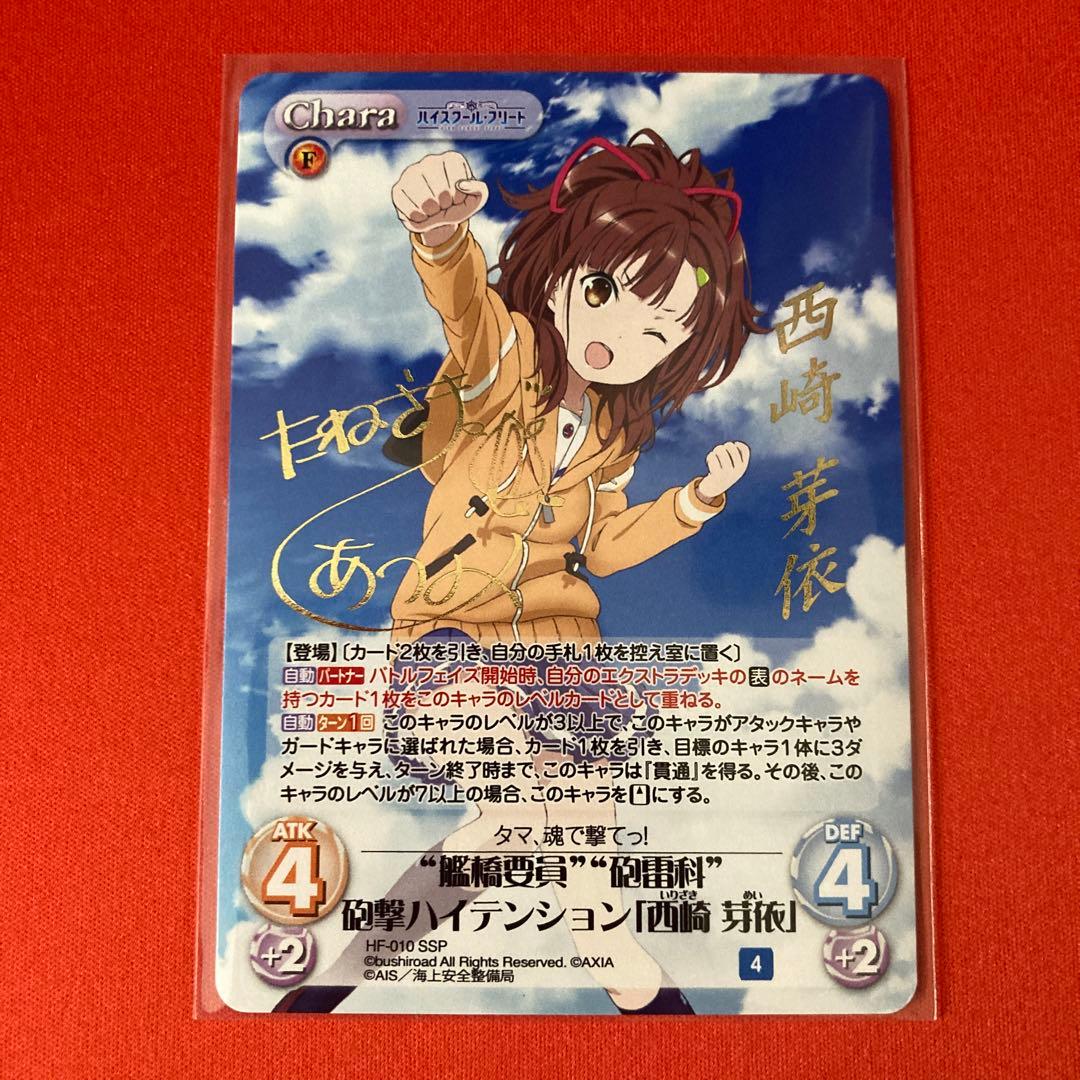 Chara ハイスクール・フリート
F
西崎 芽依
たねざき
あつみ
【登場】〔カード2枚を引き、自分の手札1枚を控え室に置く〕
自動 パートナー バトルフェイズ開始時、自分のエクストラデッキの表のネームを
持つカード1枚をこのキャラのレベルカードとして重ねる。
自動 ターン1回 このキャラのレベルが3以上で、このキャラがアタックキャラや
ガードキャラに選ばれた場合、カード1枚を引き、目標のキャラ1体に3ダ
メージを与え、ターン終了時まで、このキャラは『貫通』を得る。その後、この
キャラのレベルが7以上の場合、このキャラを にする。
タマ、魂で撃てっ!
ATK
4
+2
DEF
4
+2
“艦橋要員”“砲雷科”
いりざき めい
砲撃ハイテンション「西崎 芽依」
HF-010 SSP
©bushiroad All Rights Reserved. ©AXIA
©AIS／海上安全整備局
4